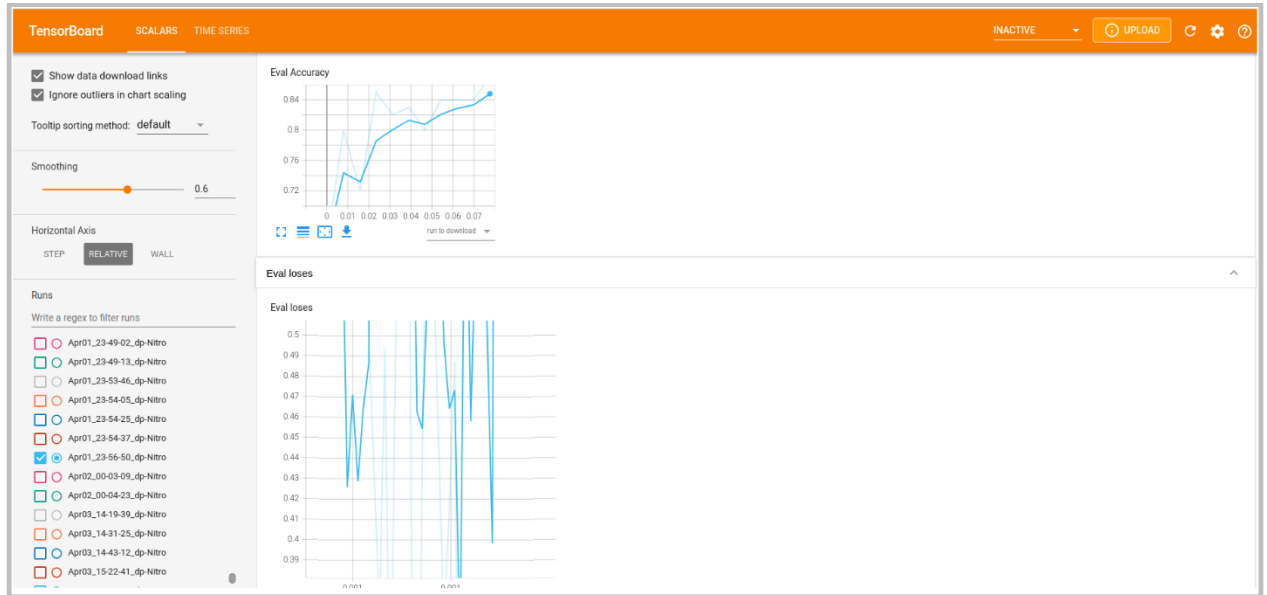 TensorBoard SCALARS TIME SERIES INACTIVE UPLOAD
Show data download links
Ignore outliers in chart scaling
Tooltip sorting method: default
Smoothing
0.6
Horizontal Axis
STEP RELATIVE WALL
Runs
Write a regex to filter runs
Apr01_23-49-02_dp-Nitro
Apr01_23-49-13_dp-Nitro
Apr01_23-53-46_dp-Nitro
Apr01_23-54-05_dp-Nitro
Apr01_23-54-25_dp-Nitro
Apr01_23-54-37_dp-Nitro
Apr01_23-56-50_dp-Nitro
Apr02_00-03-09_dp-Nitro
Apr02_00-04-23_dp-Nitro
Apr03_14-19-39_dp-Nitro
Apr03_14-31-25_dp-Nitro
Apr03_14-43-12_dp-Nitro
Apr03_15-22-41_dp-Nitro
Eval Accuracy
0.84
0.8
0.76
0.72
0 0.01 0.02 0.03 0.04 0.05 0.06 0.07
run to download
Eval loses
Eval loses
0.5
0.49
0.48
0.47
0.46
0.45
0.44
0.43
0.42
0.41
0.4
0.39
0.001 0.001